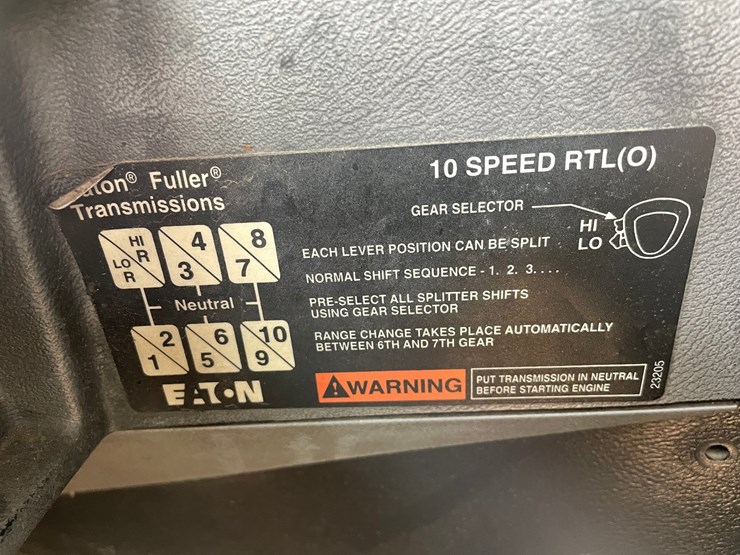 Fuller®
Transmissions
10 SPEED RTL(O)
GEAR SELECTOR
HI
LO
HI
R
LO
R
4
3
8
7
Neutral
2
1
6
5
10
9
EATON
EACH LEVER POSITION CAN BE SPLIT
NORMAL SHIFT SEQUENCE - 1. 2. 3. . . .
PRE-SELECT ALL SPLITTER SHIFTS
USING GEAR SELECTOR
RANGE CHANGE TAKES PLACE AUTOMATICALLY
BETWEEN 6TH AND 7TH GEAR
WARNING
PUT TRANSMISSION IN NEUTRAL
BEFORE STARTING ENGINE
23205